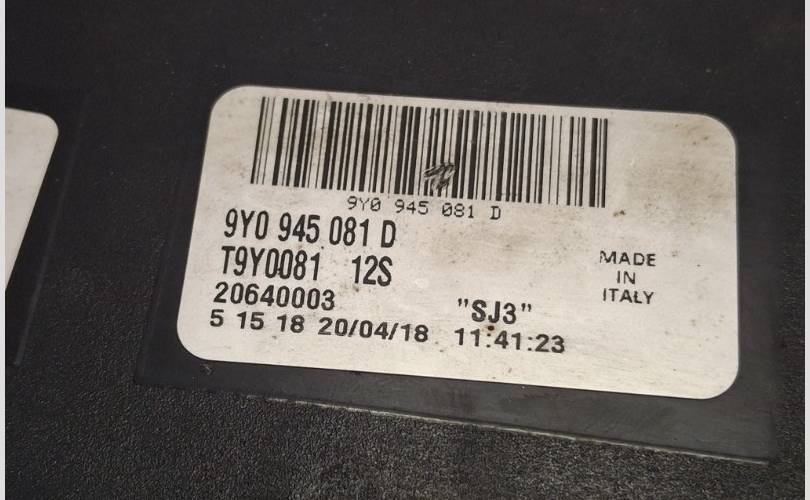 9Y0 945 081 D
9Y0 945 081 D
T9Y0081 12S
20640003 "SJ3"
5 15 18 20/04/18 11:41:23
MADE
IN
ITALY